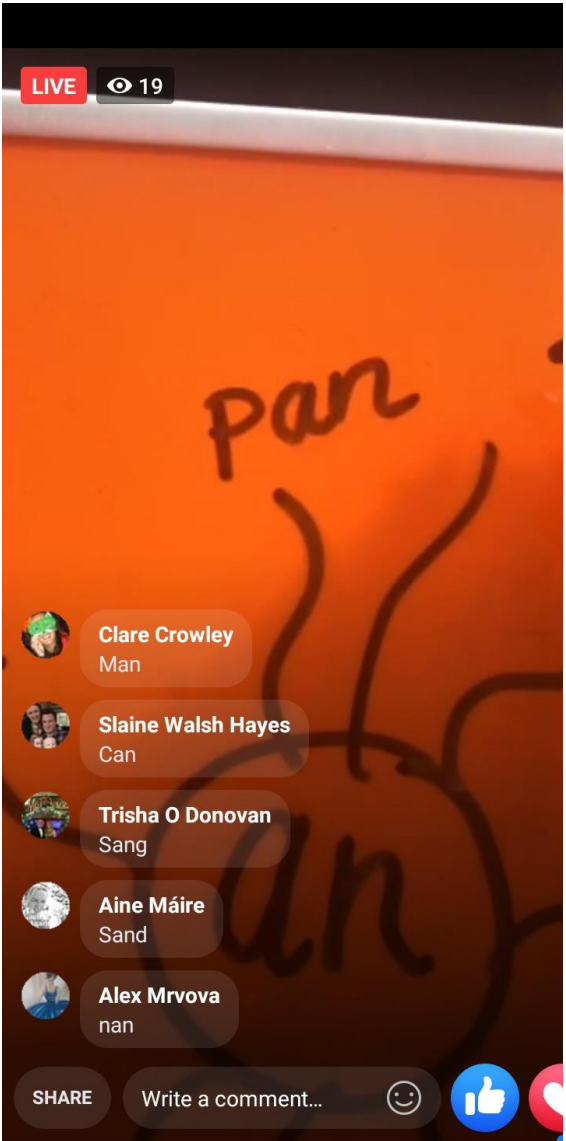 LIVE 19
pan
Clare Crowley
Man
Slaine Walsh Hayes
Can
Trisha O Donovan
Sang
Aine Máire
Sand
an
Alex Mrvova
nan
SHARE
Write a comment...